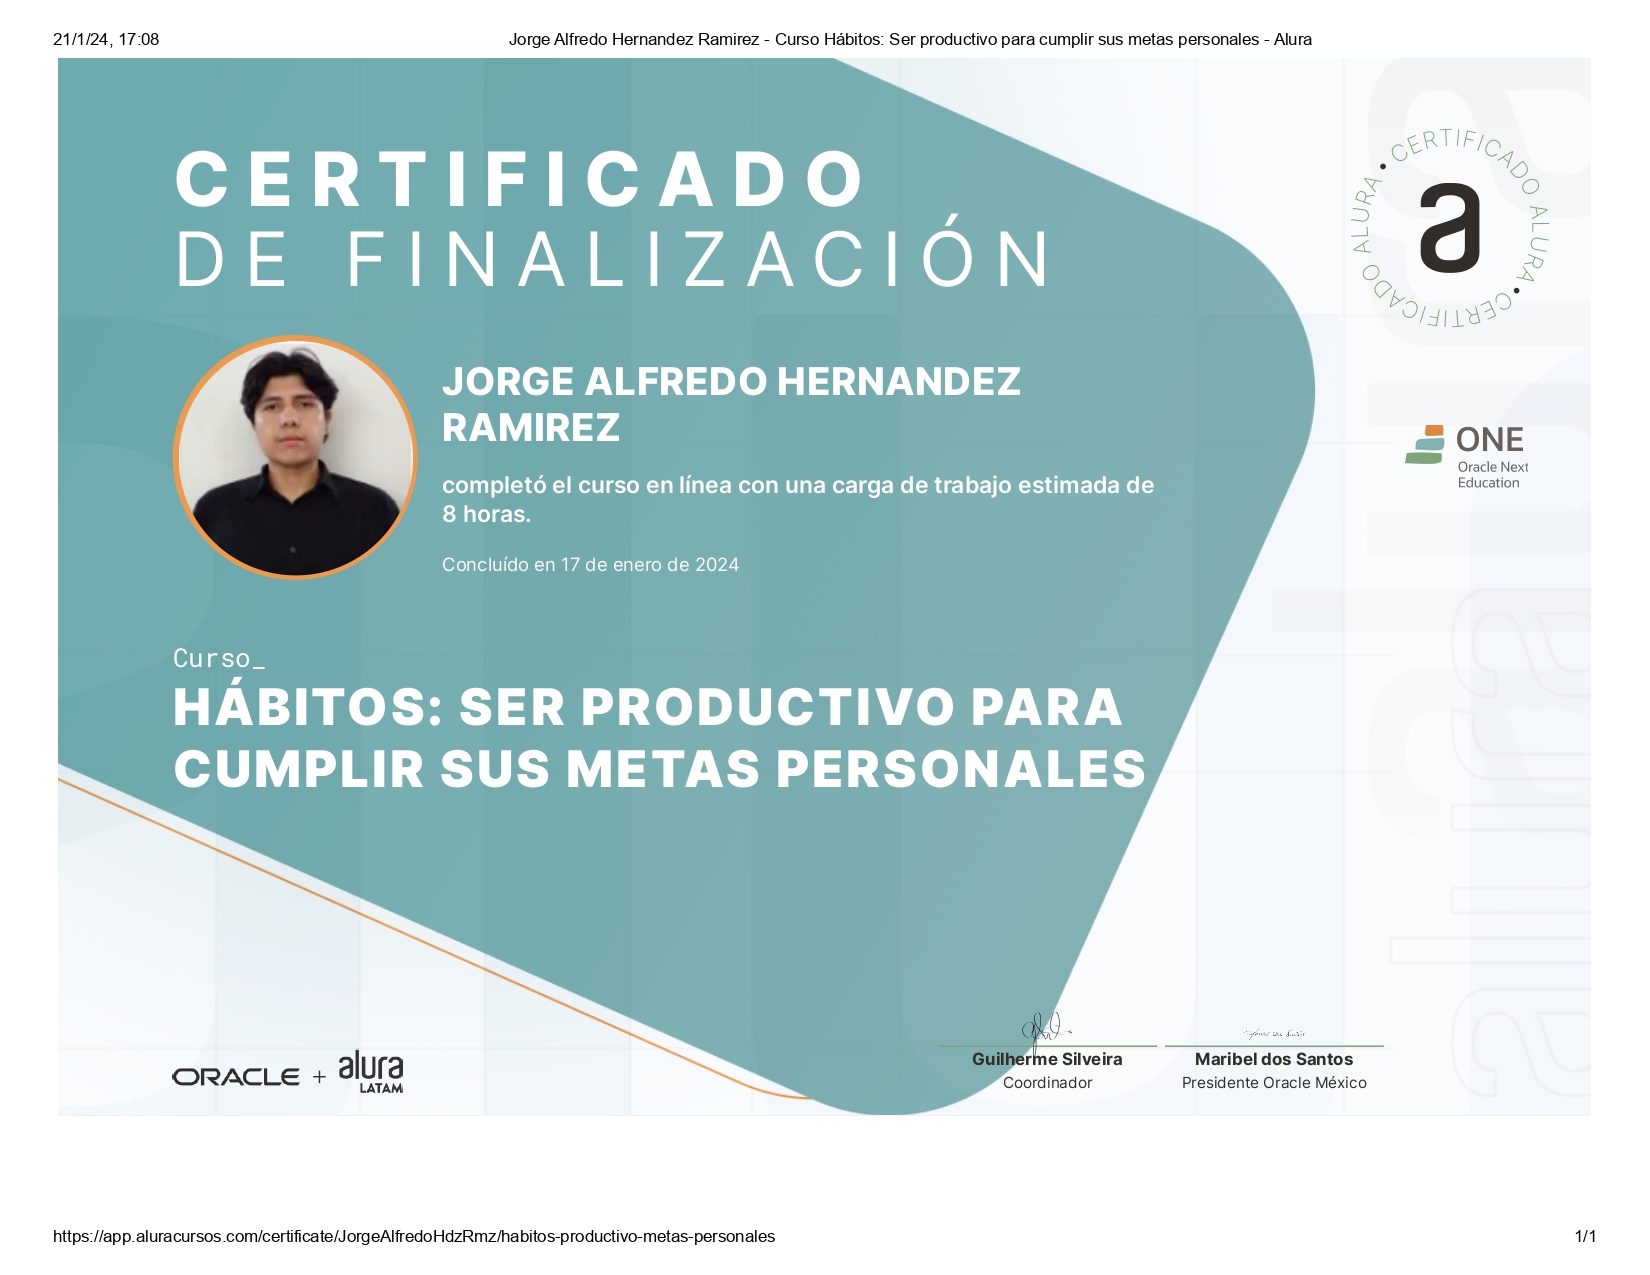 21/1/24, 17:08
Jorge Alfredo Hernandez Ramirez - Curso Hábitos: Ser productivo para cumplir sus metas personales - Alura
CERTIFICADO
DE FINALIZACIÓN
CERTIFICADO ALURA • CERTIFICADO ALURA •
a
JORGE ALFREDO HERNANDEZ
RAMIREZ
completó el curso en línea con una carga de trabajo estimada de
8 horas.
Concluído en 17 de enero de 2024
ONE
Oracle Next
Education
Curso_
HÁBITOS: SER PRODUCTIVO PARA
CUMPLIR SUS METAS PERSONALES
alura
alura
ORACLE + alura
LATAM
Guilherme Silveira
Coordinador
Maribel dos Santos
Presidente Oracle México
https://app.aluracursos.com/certificate/JorgeAlfredoHdzRmz/habitos-productivo-metas-personales
1/1